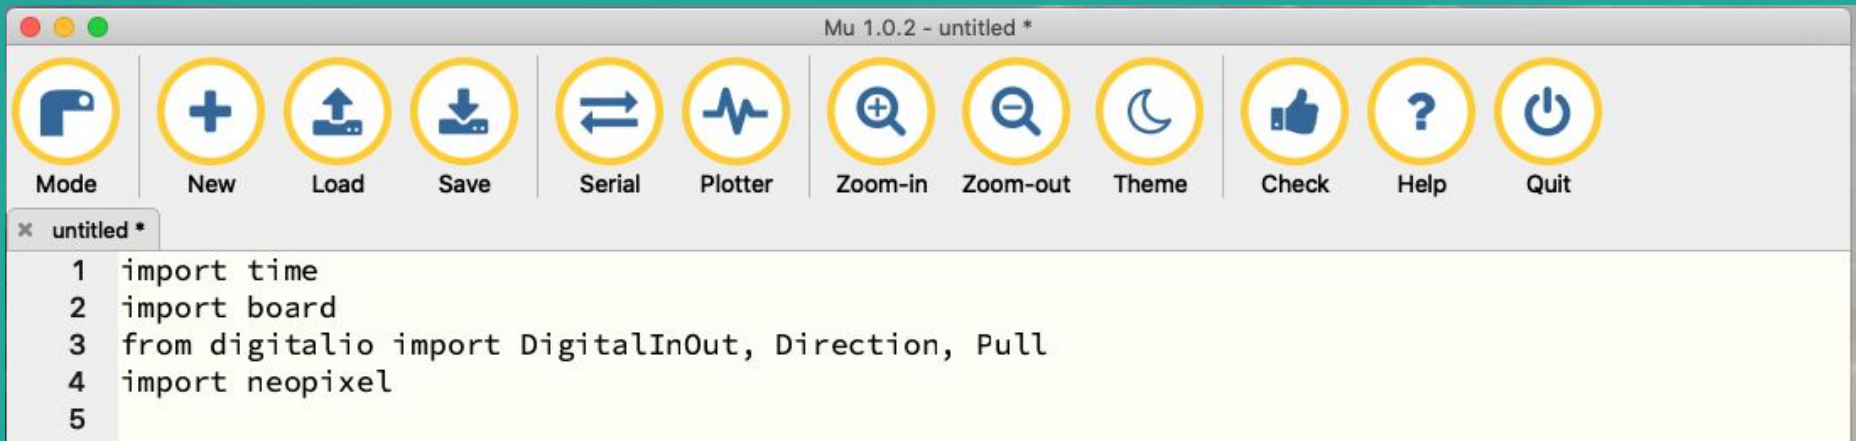 Mu 1.0.2 - untitled *
Mode New Load Save Serial Plotter Zoom-in Zoom-out Theme Check Help Quit
untitled *
1 import time
2 import board
3 from digitalio import DigitalInOut, Direction, Pull
4 import neopixel
5